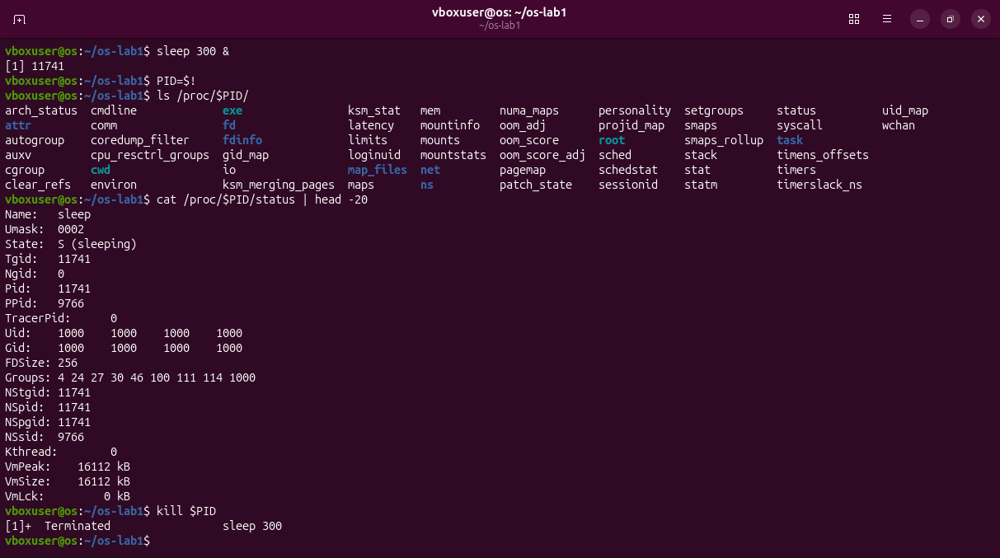 vboxuser@os: ~/os-lab1
~/os-lab1
vboxuser@os:~/os-lab1$ sleep 300 &
[1] 11741
vboxuser@os:~/os-lab1$ PID=$!
vboxuser@os:~/os-lab1$ ls /proc/$PID/
arch_status  cmdline             exe                ksm_stat   mem         numa_maps      personality  setgroups     status           uid_map
attr         comm                fd                 latency    mountinfo   oom_adj        projid_map   smaps         syscall          wchan
autogroup    coredump_filter     fdinfo             limits     mounts      oom_score      root         smaps_rollup  task
auxv         cpu_resctrl_groups  gid_map            loginuid   mountstats  oom_score_adj  sched        stack         timens_offsets
cgroup       cwd                 io                 map_files  net         pagemap        schedstat    stat          timers
clear_refs   environ             ksm_merging_pages  maps       ns          patch_state    sessionid    statm         timerslack_ns
vboxuser@os:~/os-lab1$ cat /proc/$PID/status | head -20
Name:   sleep
Umask:  0002
State:  S (sleeping)
Tgid:   11741
Ngid:   0
Pid:    11741
PPid:   9766
TracerPid:      0
Uid:    1000    1000    1000    1000
Gid:    1000    1000    1000    1000
FDSize: 256
Groups: 4 24 27 30 46 100 111 114 1000
NStgid: 11741
NSpid:  11741
NSpgid: 11741
NSsid:  9766
Kthread:        0
VmPeak:    16112 kB
VmSize:    16112 kB
VmLck:         0 kB
vboxuser@os:~/os-lab1$ kill $PID
[1]+  Terminated                 sleep 300
vboxuser@os:~/os-lab1$